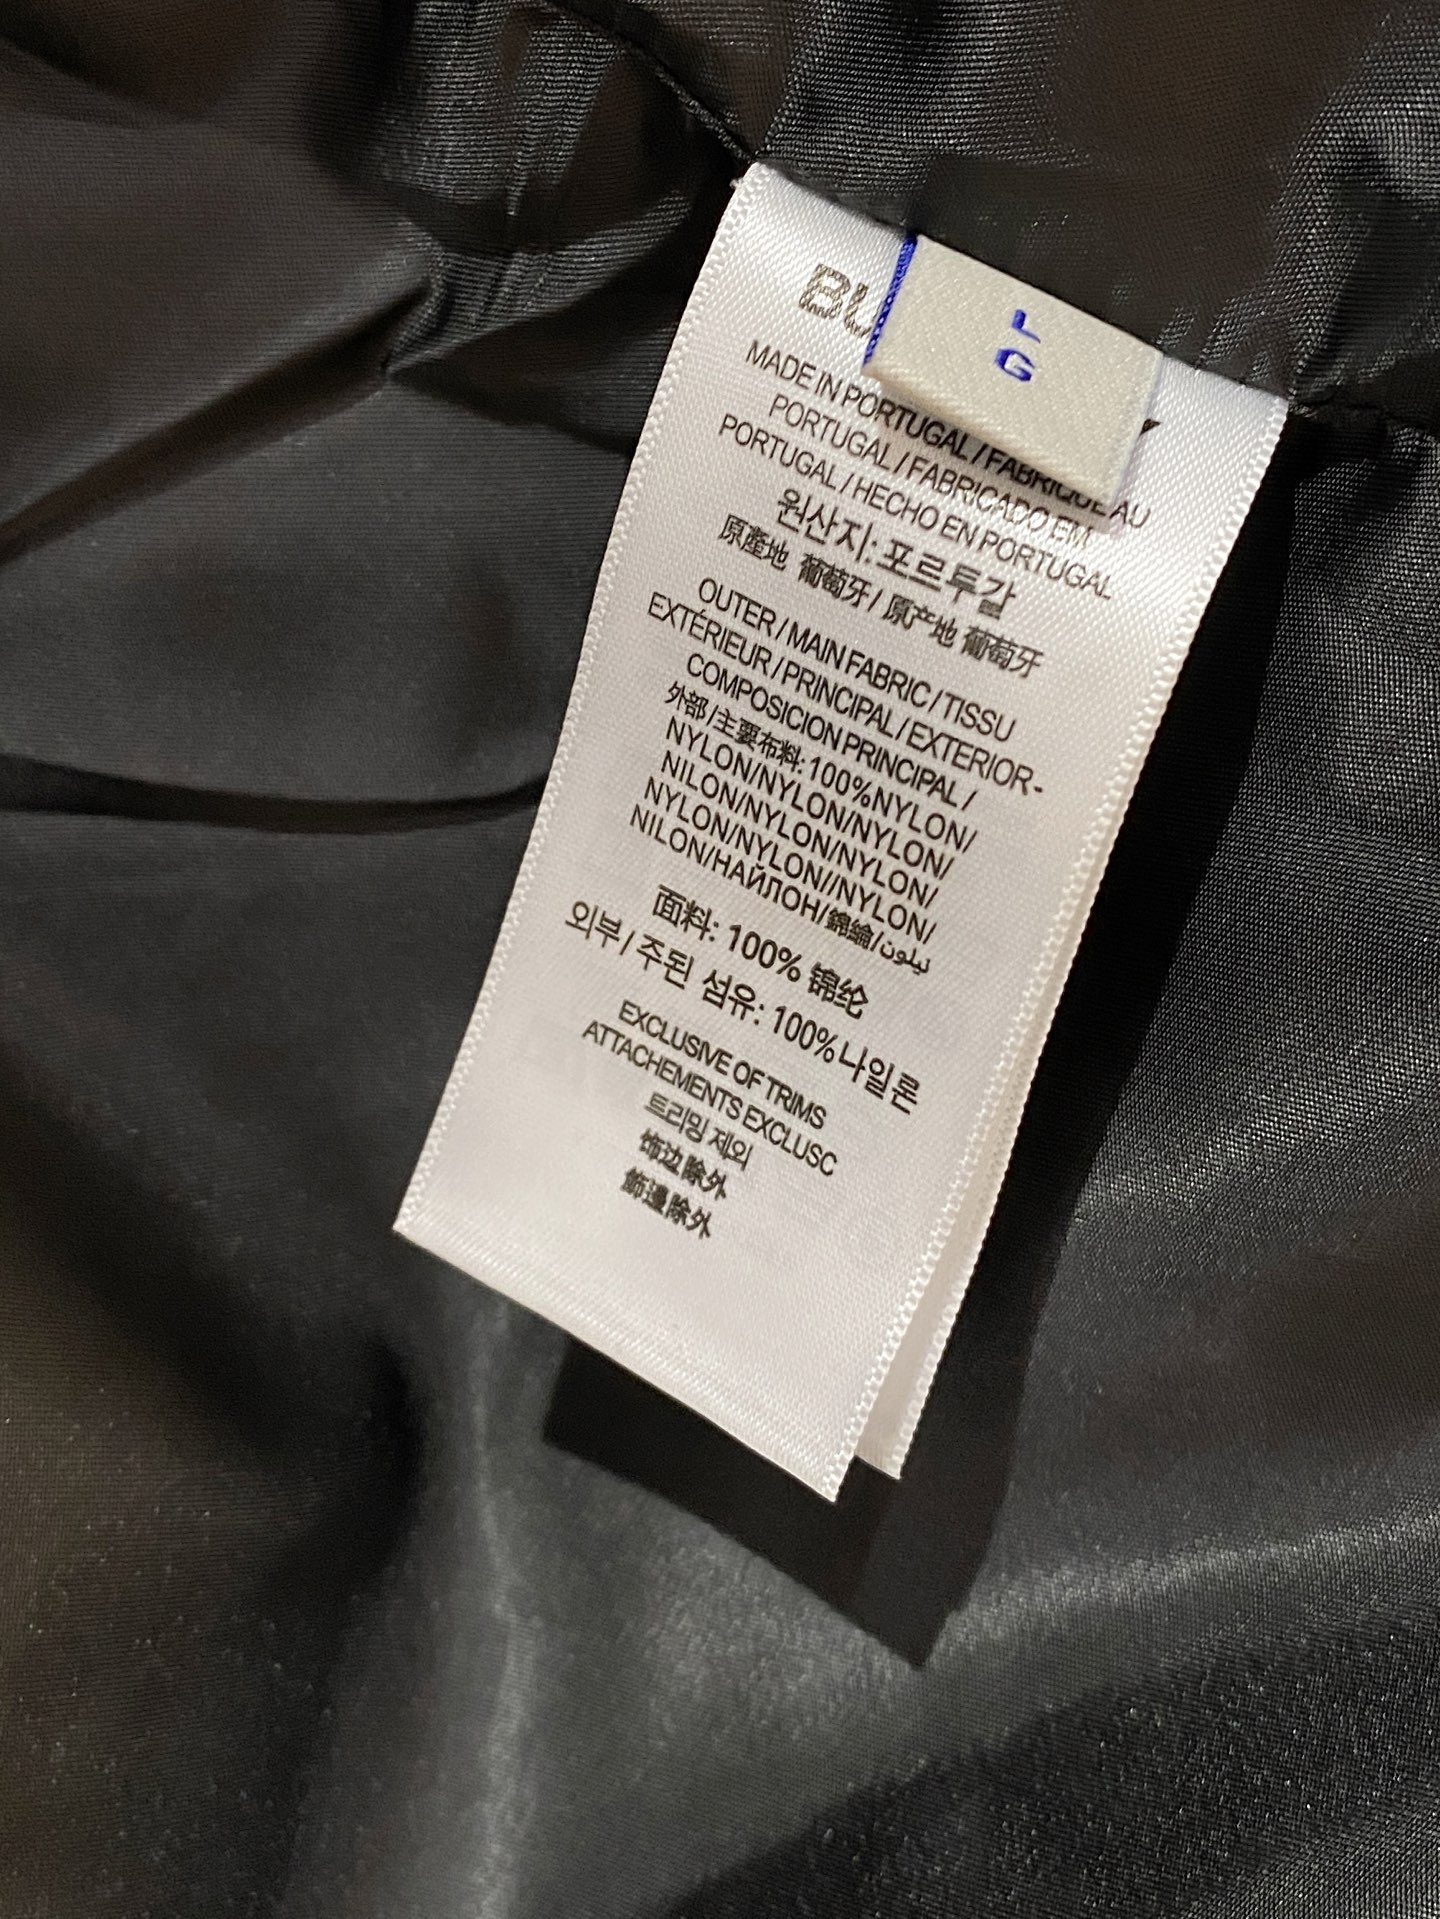 BU
L
G
MADE IN PORTUGAL / FABRIQUE AU
PORTUGAL / FABRICADO EM
PORTUGAL / HECHO EN PORTUGAL
원산지: 포르투갈
原產地 葡萄牙 / 原产地 葡萄牙
OUTER / MAIN FABRIC / TISSU
EXTÉRIEUR / PRINCIPAL / EXTERIOR-
COMPOSICION PRINCIPAL /
外部 / 主要布料: 100%NYLON/
NYLON/NYLON/NYLON/
NILON/NYLON/NYLON/
NYLON/NYLON//NYLON/
NILON/НАЙЛОН/錦綸/نيلون
面料: 100% 锦纶
외부 / 주된 섬유: 100%나일론
EXCLUSIVE OF TRIMS
ATTACHEMENTS EXCLUSC
트리밍 제외
饰边除外
飾邊除外